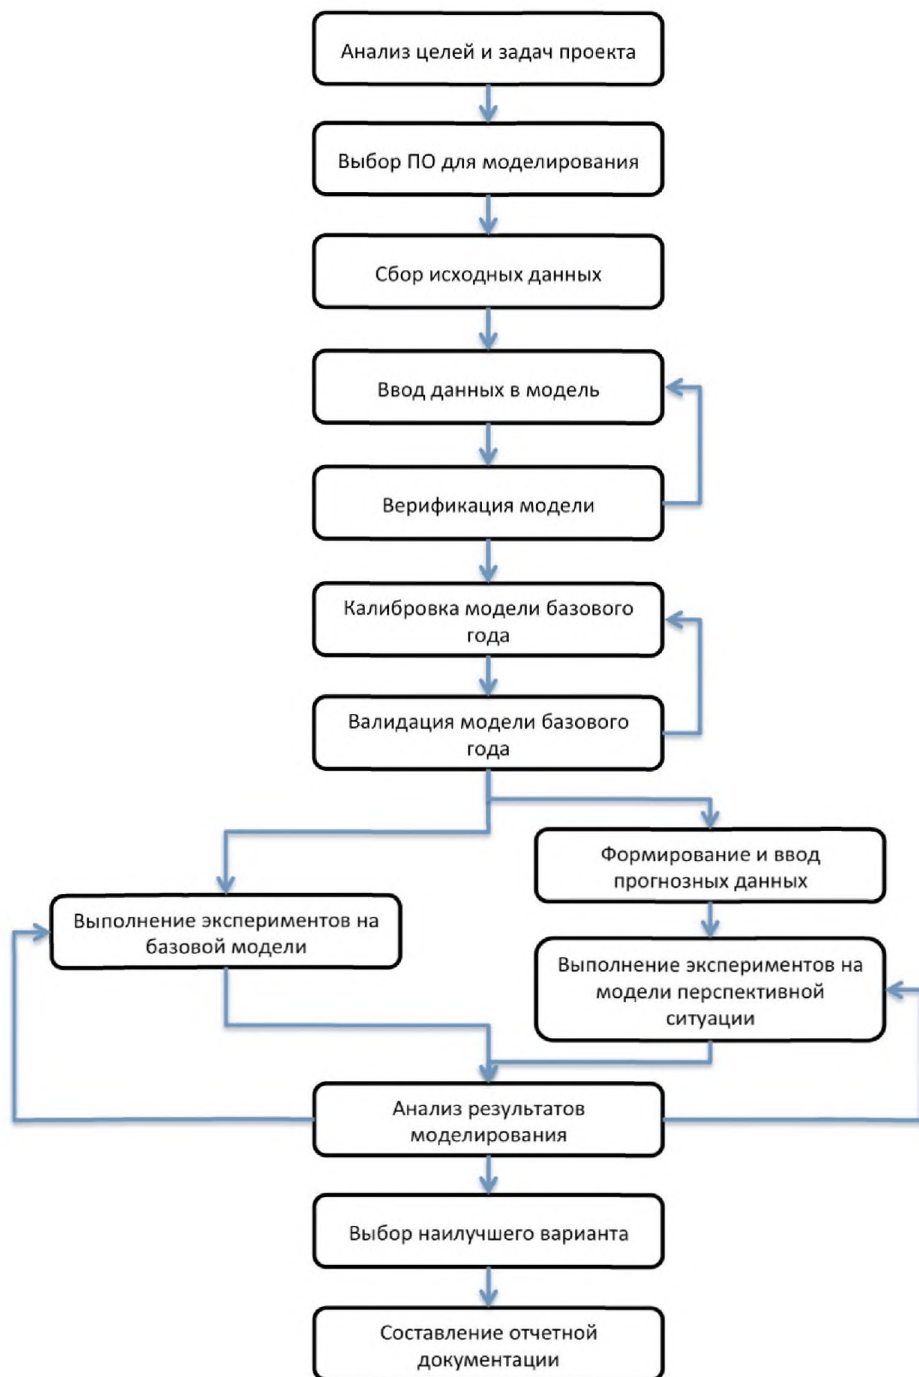 Анализ целей и задач проекта
Выбор ПО для моделирования
Сбор исходных данных
Ввод данных в модель
Верификация модели
Калибровка модели базового
года
Валидация модели базового
года
Формирование и ввод
прогнозных данных
Выполнение экспериментов на
базовой модели
Выполнение экспериментов на
модели перспективной
ситуации
Анализ результатов
моделирования
Выбор наилучшего варианта
Составление отчетной
документации